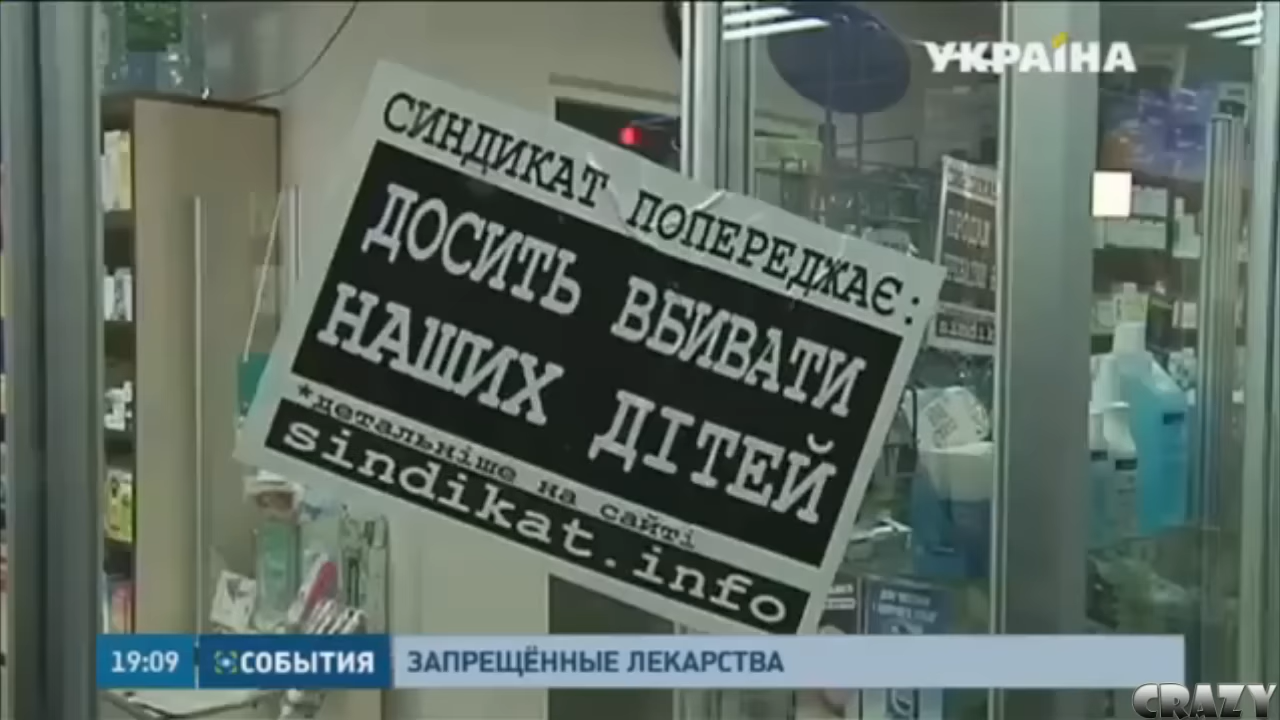 УКРАЇНА
СИНДИКАТ ПОПЕРЕДЖАЄ:
ДОСИТЬ ВБИВАТИ
НАШИХ ДІТЕЙ
*детальніше на сайті
sindikat.info
19:09 СОБЫТИЯ ЗАПРЕЩЁННЫЕ ЛЕКАРСТВА
CRAZY